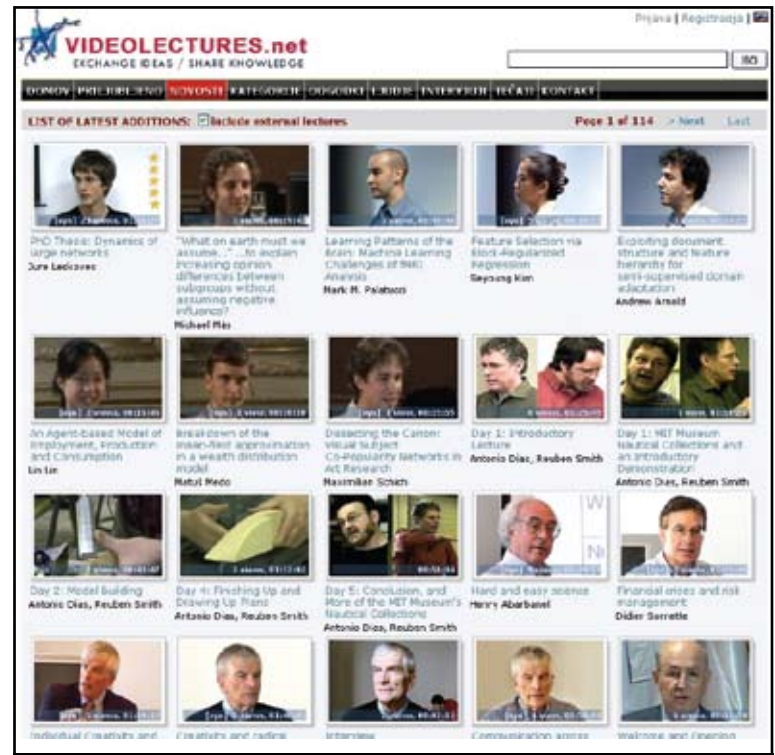 Prijava | Registracija |
VIDEOLECTURES.net
EXCHANGE IDEAS / SHARE KNOWLEDGE
IŠČI
DOMOV PRILJUBLJENO NOVOSTI KATEGORIJE DOGODKI LJUDJE INTERVJUJI TEČAJI KONTAKT
LIST OF LATEST ADDITIONS: Include external lectures
Page 1 of 114 > Next Last
PhD Thesis: Dynamics of
large networks
Jure Leskovec
"What on earth must we
assume..." ...to explain
increasing opinion
differences between
subgroups without
assuming negative
influence?
Michael Mäs
Learning Patterns of the
Brain: Machine Learning
Challenges of fMRI
Analysis
Mark M. Palatucci
Feature Selection via
Block-Regularized
Regression
Seyoung Kim
Exploiting document
structure and feature
hierarchy for
semi-supervised domain
adaptation
Andrew Arnold
An Agent-based Model of
Employment, Production
and Consumption
Lin Lin
Breakdown of the
mean-field approximation
in a wealth distribution
model
Matuš Medo
Dissecting the Canon:
Visual Subject
Co-Popularity Networks in
Art Research
Maximilian Schich
Day 1: Introductory
Lecture
Antonio Dias, Reuben Smith
Day 1: MIT Museum
Nautical Collections and
an Introductory
Demonstration
Antonio Dias, Reuben Smith
Day 2: Model Building
Antonio Dias, Reuben Smith
Day 4: Finishing Up and
Drawing Up Plans
Antonio Dias, Reuben Smith
Day 5: Conclusion, and
More of the MIT Museum's
Nautical Collections
Antonio Dias, Reuben Smith
Hard and easy science
Henry Abarbanel
Financial crises and risk
management
Didier Sornette
Individual Creativity and
Creativity and radical
Interview
Communication across
Welcome and Opening